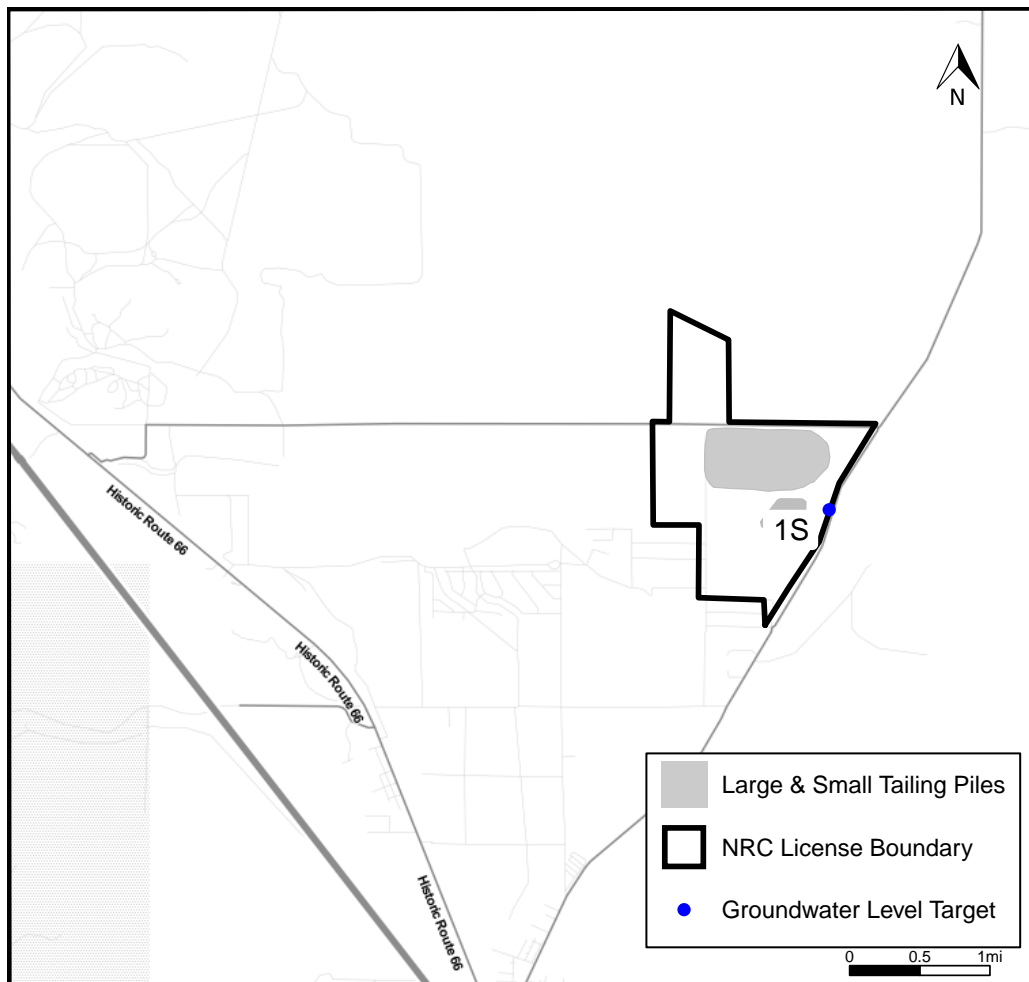 N
1S
Historic Route 66
Historic Route 66
Historic Route 66
Large & Small Tailing Piles
NRC License Boundary
Groundwater Level Target
0 0.5 1mi